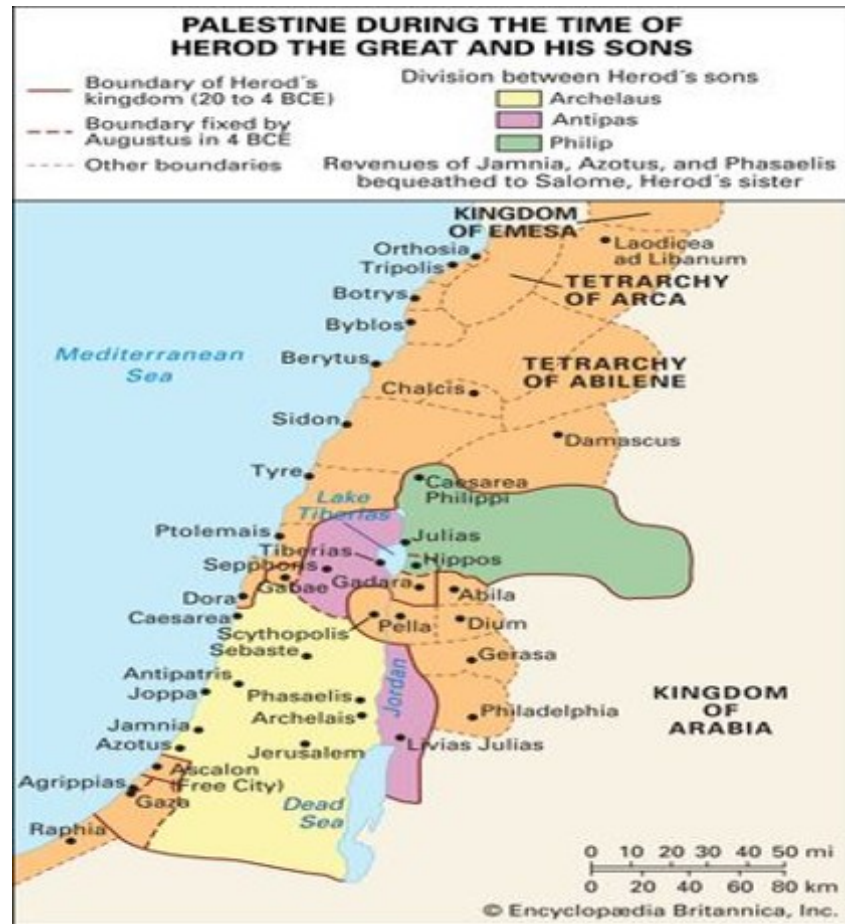 PALESTINE DURING THE TIME OF
HEROD THE GREAT AND HIS SONS
Boundary of Herod's
kingdom (20 to 4 BCE)
Boundary fixed by
Augustus in 4 BCE
Other boundaries
Division between Herod's sons
Archelaus
Antipas
Philip
Revenues of Jamnia, Azotus, and Phasaelis
bequeathed to Salome, Herod's sister
KINGDOM
OF EMESA
Orthosia
Laodicea
ad Libanum
Tripolis
TETRARCHY
OF ARCA
Botrys
Byblos
Mediterranean
Sea
Berytus
TETRARCHY
OF ABILENE
Chalcis
Sidon
Damascus
Tyre
Caesarea
Philippi
Lake
Tiberias
Ptolemais
Julias
Tiberias
Hippos
Sepphoris
Gabae
Gadara
Abila
Dora
Caesarea
Scythopolis
Pella
Dium
Sebaste
Gerasa
Antipatris
Joppa
Phasaelis
Jordan
KINGDOM
OF
ARABIA
Archelais
Philadelphia
Jamnia
Azotus
Jerusalem
Livias Julias
Ascalon
(Free City)
Agrippias
Gaza
Dead
Sea
Raphia
0 10 20 30 40 50 mi
0 20 40 60 80 km
© Encyclopædia Britannica, Inc.